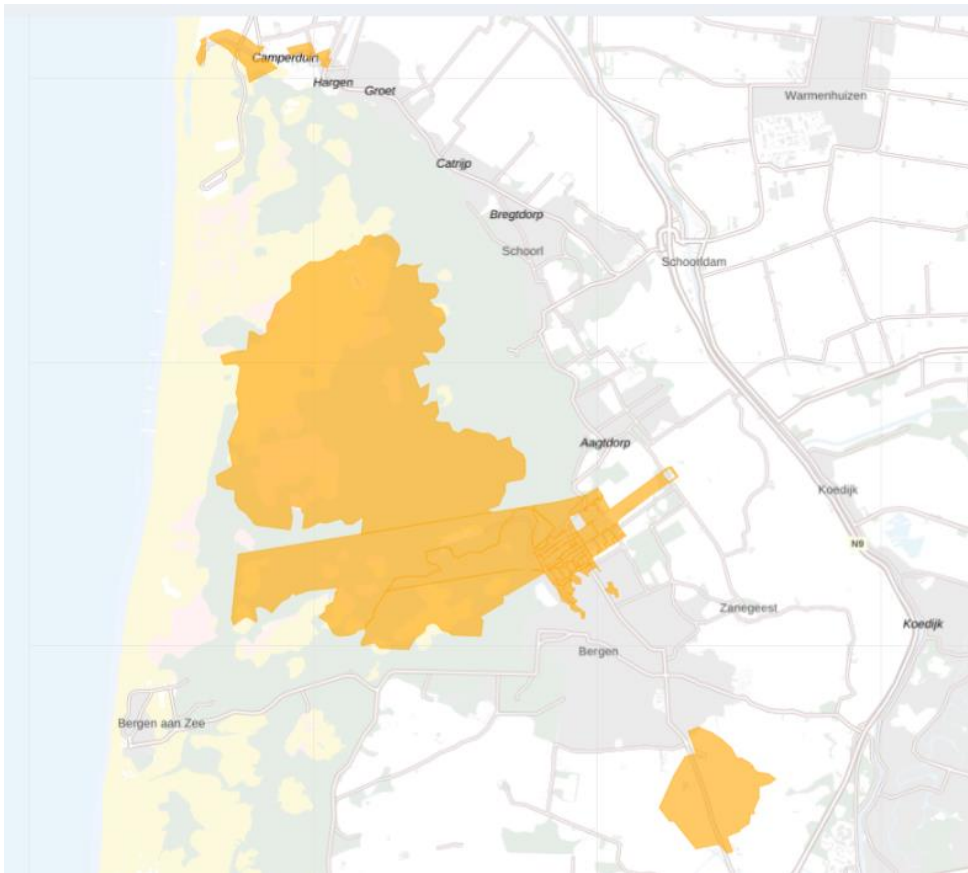 Camperduin
Hargen
Groet
Warmenhuizen
Catrijp
Bregtdorp
Schoorl
Schoorldam
Aagtdorp
Koedijk
N9
Zanegeest
Koedijk
Bergen
Bergen aan Zee